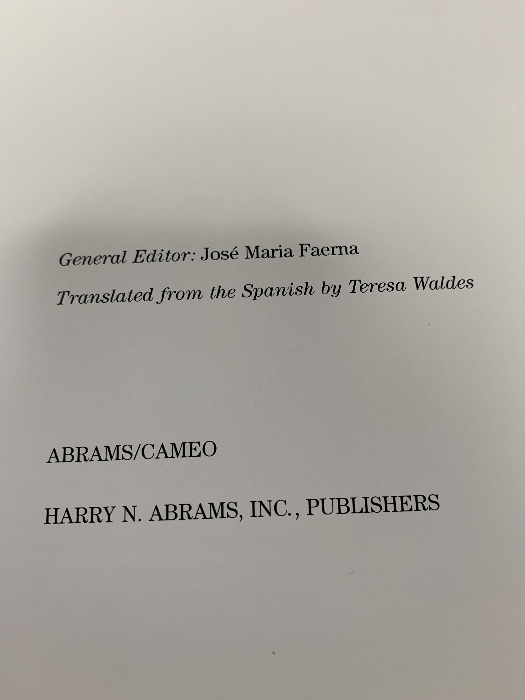 General Editor: José Maria Faerna
Translated from the Spanish by Teresa Waldes
ABRAMS/CAMEO
HARRY N. ABRAMS, INC., PUBLISHERS